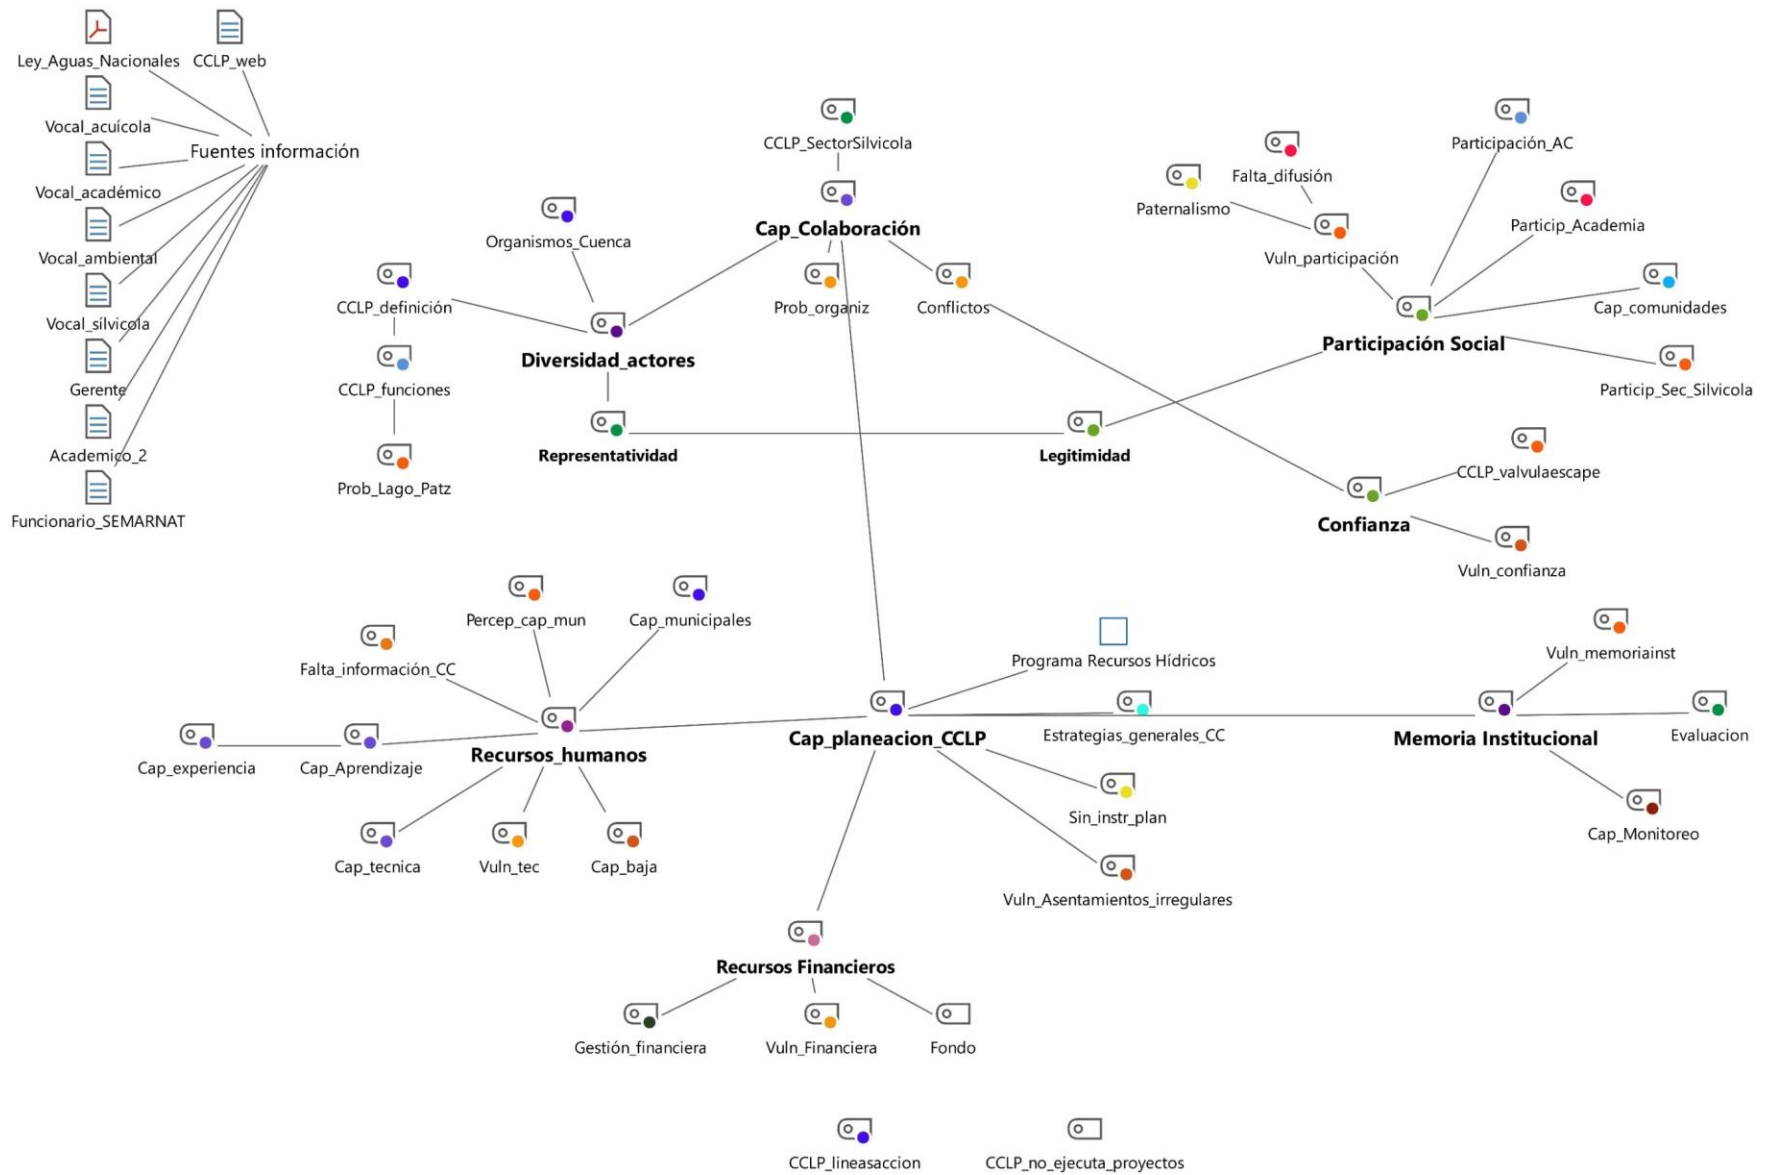 Ley_Aguas_Nacionales
CCLP_web
Vocal_acuícola
Fuentes información
Vocal_académico
Vocal_ambiental
Vocal_sílvicola
Gerente
Academico_2
Funcionario_SEMARNAT
CCLP_SectorSilvicola
Cap_Colaboración
Organismos_Cuenca
CCLP_definición
Prob_organiz
Conflictos
Diversidad_actores
CCLP_funciones
Representatividad
Prob_Lago_Patz
Participación_AC
Falta_difusión
Paternalismo
Particip_Academia
Vuln_participación
Cap_comunidades
Participación Social
Particip_Sec_Silvicola
Legitimidad
CCLP_valvulaescape
Confianza
Vuln_confianza
Percep_cap_mun
Cap_municipales
Falta_información_CC
Programa Recursos Hídricos
Vuln_memoriainst
Cap_experiencia
Cap_Aprendizaje
Recursos_humanos
Cap_planeacion_CCLP
Estrategias_generales_CC
Memoria Institucional
Evaluacion
Sin_instr_plan
Cap_Monitoreo
Cap_tecnica
Vuln_tec
Cap_baja
Vuln_Asentamientos_irregulares
Recursos Financieros
Gestión_financiera
Vuln_Financiera
Fondo
CCLP_lineasaccion
CCLP_no_ejecuta_proyectos